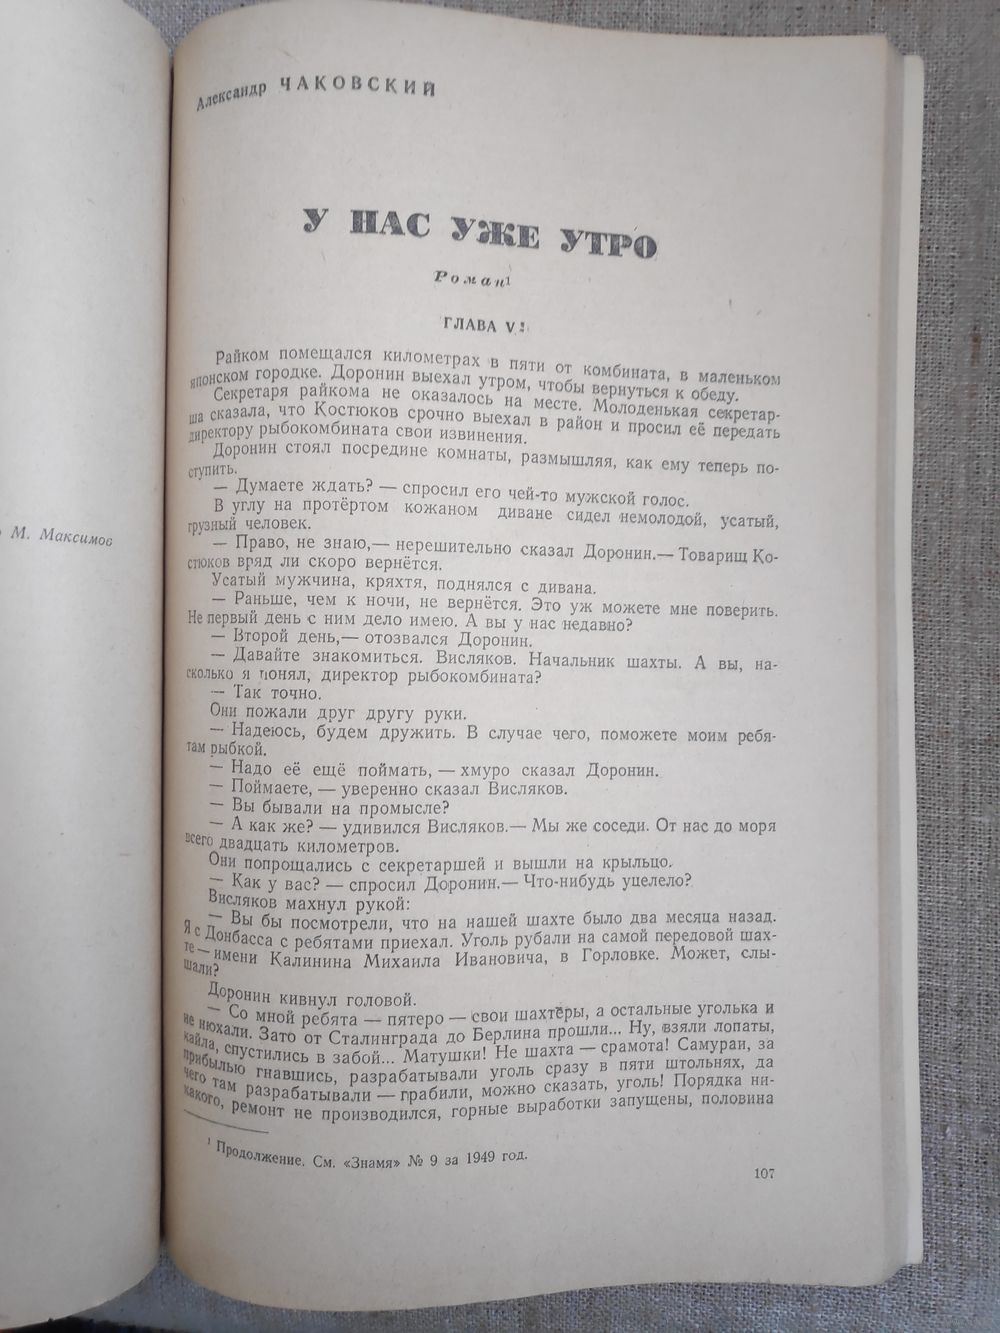 М. Максимов
Александр ЧАКОВСКИЙ
У НАС УЖЕ УТРО
Роман¹
ГЛАВА VI
Райком помещался километрах в пяти от комбината, в маленьком
японском городке. Доронин выехал утром, чтобы вернуться к обеду.
Секретаря райкома не оказалось на месте. Молоденькая секретар-
ша сказала, что Костюков срочно выехал в район и просил её передать
директору рыбокомбината свои извинения.
Доронин стоял посредине комнаты, размышляя, как ему теперь по-
ступить.
— Думаете ждать? — спросил его чей-то мужской голос.
В углу на протёртом кожаном диване сидел немолодой, усатый,
грузный человек.
— Право, не знаю,— нерешительно сказал Доронин.— Товарищ Ко-
стюков вряд ли скоро вернётся.
Усатый мужчина, кряхтя, поднялся с дивана.
— Раньше, чем к ночи, не вернётся. Это уж можете мне поверить.
Не первый день с ним дело имею. А вы у нас недавно?
— Второй день,— отозвался Доронин.
— Давайте знакомиться. Висляков. Начальник шахты. А вы, на-
сколько я понял, директор рыбокомбината?
— Так точно.
Они пожали друг другу руки.
— Надеюсь, будем дружить. В случае чего, поможете моим ребя-
там рыбкой.
— Надо её ещё поймать, — хмуро сказал Доронин.
— Поймаете, — уверенно сказал Висляков.
— Вы бывали на промысле?
— А как же? — удивился Висляков.— Мы же соседи. От нас до моря
всего двадцать километров.
Они попрощались с секретаршей и вышли на крыльцо.
— Как у вас? — спросил Доронин.— Что-нибудь уцелело?
Висляков махнул рукой:
— Вы бы посмотрели, что на нашей шахте было два месяца назад.
Я с Донбасса с ребятами приехал. Уголь рубали на самой передовой шах-
те — имени Калинина Михаила Ивановича, в Горловке. Может, слы-
шали?
Доронин кивнул головой.
— Со мной ребята — пятеро — свои шахтёры, а остальные уголька и
не нюхали. Зато от Сталинграда до Берлина прошли... Ну, взяли лопаты,
кайла, спустились в забой... Матушки! Не шахта — срамота! Самураи, за
прибылью гнавшись, разрабатывали уголь сразу в пяти штольнях, да
чего там разрабатывали — грабили, можно сказать, уголь! Порядка ни-
какого, ремонт не производился, горные выработки запущены, половина
¹ Продолжение. См. «Знамя» № 9 за 1949 год.
107